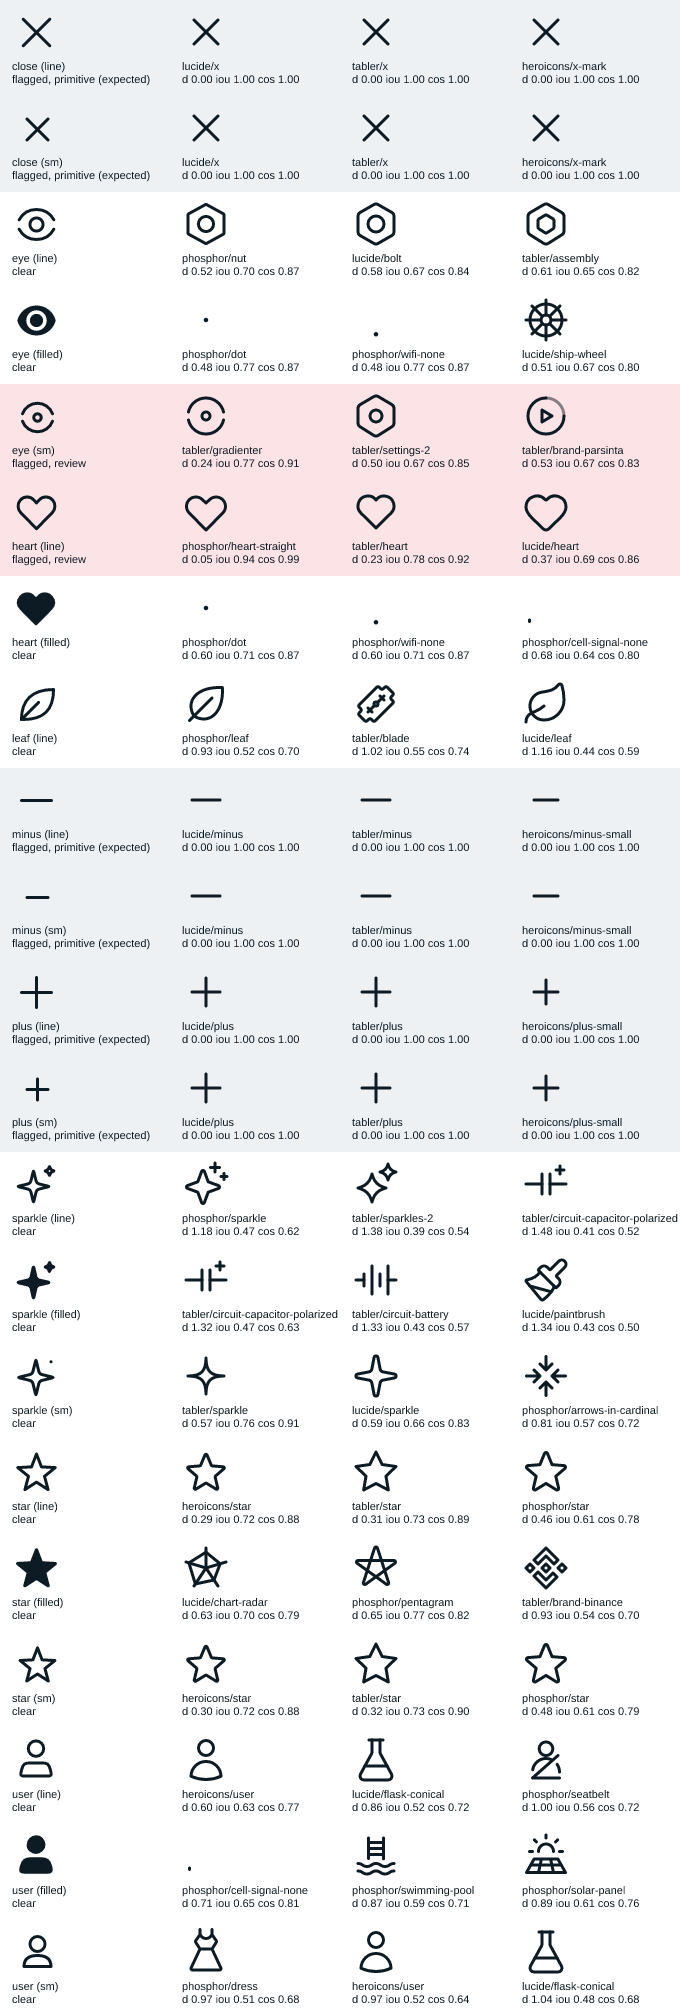 close (line) lucide/x tabler/x heroicons/x-mark
flagged, primitive (expected) d 0.00 iou 1.00 cos 1.00 d 0.00 iou 1.00 cos 1.00 d 0.00 iou 1.00 cos 1.00
close (sm) lucide/x tabler/x heroicons/x-mark
flagged, primitive (expected) d 0.00 iou 1.00 cos 1.00 d 0.00 iou 1.00 cos 1.00 d 0.00 iou 1.00 cos 1.00
eye (line) phosphor/nut lucide/bolt tabler/assembly
clear d 0.52 iou 0.70 cos 0.87 d 0.58 iou 0.67 cos 0.84 d 0.61 iou 0.65 cos 0.82
eye (filled) phosphor/dot phosphor/wifi-none lucide/ship-wheel
clear d 0.48 iou 0.77 cos 0.87 d 0.48 iou 0.77 cos 0.87 d 0.51 iou 0.67 cos 0.80
eye (sm) tabler/gradienter tabler/settings-2 tabler/brand-parsinta
flagged, review d 0.24 iou 0.77 cos 0.91 d 0.50 iou 0.67 cos 0.85 d 0.53 iou 0.67 cos 0.83
heart (line) phosphor/heart-straight tabler/heart lucide/heart
flagged, review d 0.05 iou 0.94 cos 0.99 d 0.23 iou 0.78 cos 0.92 d 0.37 iou 0.69 cos 0.86
heart (filled) phosphor/dot phosphor/wifi-none phosphor/cell-signal-none
clear d 0.60 iou 0.71 cos 0.87 d 0.60 iou 0.71 cos 0.87 d 0.68 iou 0.64 cos 0.80
leaf (line) phosphor/leaf tabler/blade lucide/leaf
clear d 0.93 iou 0.52 cos 0.70 d 1.02 iou 0.55 cos 0.74 d 1.16 iou 0.44 cos 0.59
minus (line) lucide/minus tabler/minus heroicons/minus-small
flagged, primitive (expected) d 0.00 iou 1.00 cos 1.00 d 0.00 iou 1.00 cos 1.00 d 0.00 iou 1.00 cos 1.00
minus (sm) lucide/minus tabler/minus heroicons/minus-small
flagged, primitive (expected) d 0.00 iou 1.00 cos 1.00 d 0.00 iou 1.00 cos 1.00 d 0.00 iou 1.00 cos 1.00
plus (line) lucide/plus tabler/plus heroicons/plus-small
flagged, primitive (expected) d 0.00 iou 1.00 cos 1.00 d 0.00 iou 1.00 cos 1.00 d 0.00 iou 1.00 cos 1.00
plus (sm) lucide/plus tabler/plus heroicons/plus-small
flagged, primitive (expected) d 0.00 iou 1.00 cos 1.00 d 0.00 iou 1.00 cos 1.00 d 0.00 iou 1.00 cos 1.00
sparkle (line) phosphor/sparkle tabler/sparkles-2 tabler/circuit-capacitor-polarized
clear d 1.18 iou 0.47 cos 0.62 d 1.38 iou 0.39 cos 0.54 d 1.48 iou 0.41 cos 0.52
sparkle (filled) tabler/circuit-capacitor-polarized tabler/circuit-battery lucide/paintbrush
clear d 1.32 iou 0.47 cos 0.63 d 1.33 iou 0.43 cos 0.57 d 1.34 iou 0.43 cos 0.50
sparkle (sm) tabler/sparkle lucide/sparkle phosphor/arrows-in-cardinal
clear d 0.57 iou 0.76 cos 0.91 d 0.59 iou 0.66 cos 0.83 d 0.81 iou 0.57 cos 0.72
star (line) heroicons/star tabler/star phosphor/star
clear d 0.29 iou 0.72 cos 0.88 d 0.31 iou 0.73 cos 0.89 d 0.46 iou 0.61 cos 0.78
star (filled) lucide/chart-radar phosphor/pentagram tabler/brand-binance
clear d 0.63 iou 0.70 cos 0.79 d 0.65 iou 0.77 cos 0.82 d 0.93 iou 0.54 cos 0.70
star (sm) heroicons/star tabler/star phosphor/star
clear d 0.30 iou 0.72 cos 0.88 d 0.32 iou 0.73 cos 0.90 d 0.48 iou 0.61 cos 0.79
user (line) heroicons/user lucide/flask-conical phosphor/seatbelt
clear d 0.60 iou 0.63 cos 0.77 d 0.86 iou 0.52 cos 0.72 d 1.00 iou 0.56 cos 0.72
user (filled) phosphor/cell-signal-none phosphor/swimming-pool phosphor/solar-panel
clear d 0.71 iou 0.65 cos 0.81 d 0.87 iou 0.59 cos 0.71 d 0.89 iou 0.61 cos 0.76
user (sm) phosphor/dress heroicons/user lucide/flask-conical
clear d 0.97 iou 0.51 cos 0.68 d 0.97 iou 0.52 cos 0.64 d 1.04 iou 0.48 cos 0.68